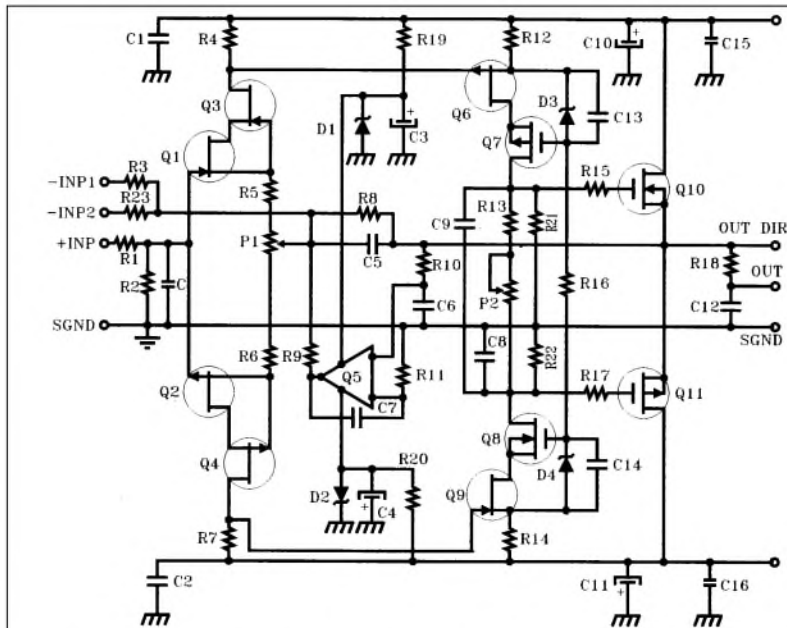 C1
R4
R19
R12
C10
+
C15
Q3
Q6
D3
C13
D1
+
C3
Q7
Q1
-INP1
R3
R5
R8
R15
Q10
-INP2
R23
C9
R13
R21
OUT DIR
+INP
R1
P1
C5
R10
R18
OUT
R2
C
C6
P2
R16
C12
SGND
SGND
R6
R9
Q5
R11
C8
R22
Q2
C7
R17
Q11
Q8
Q4
R20
D4
C14
D2
+
C4
Q9
R7
R14
C2
C11
+
C16